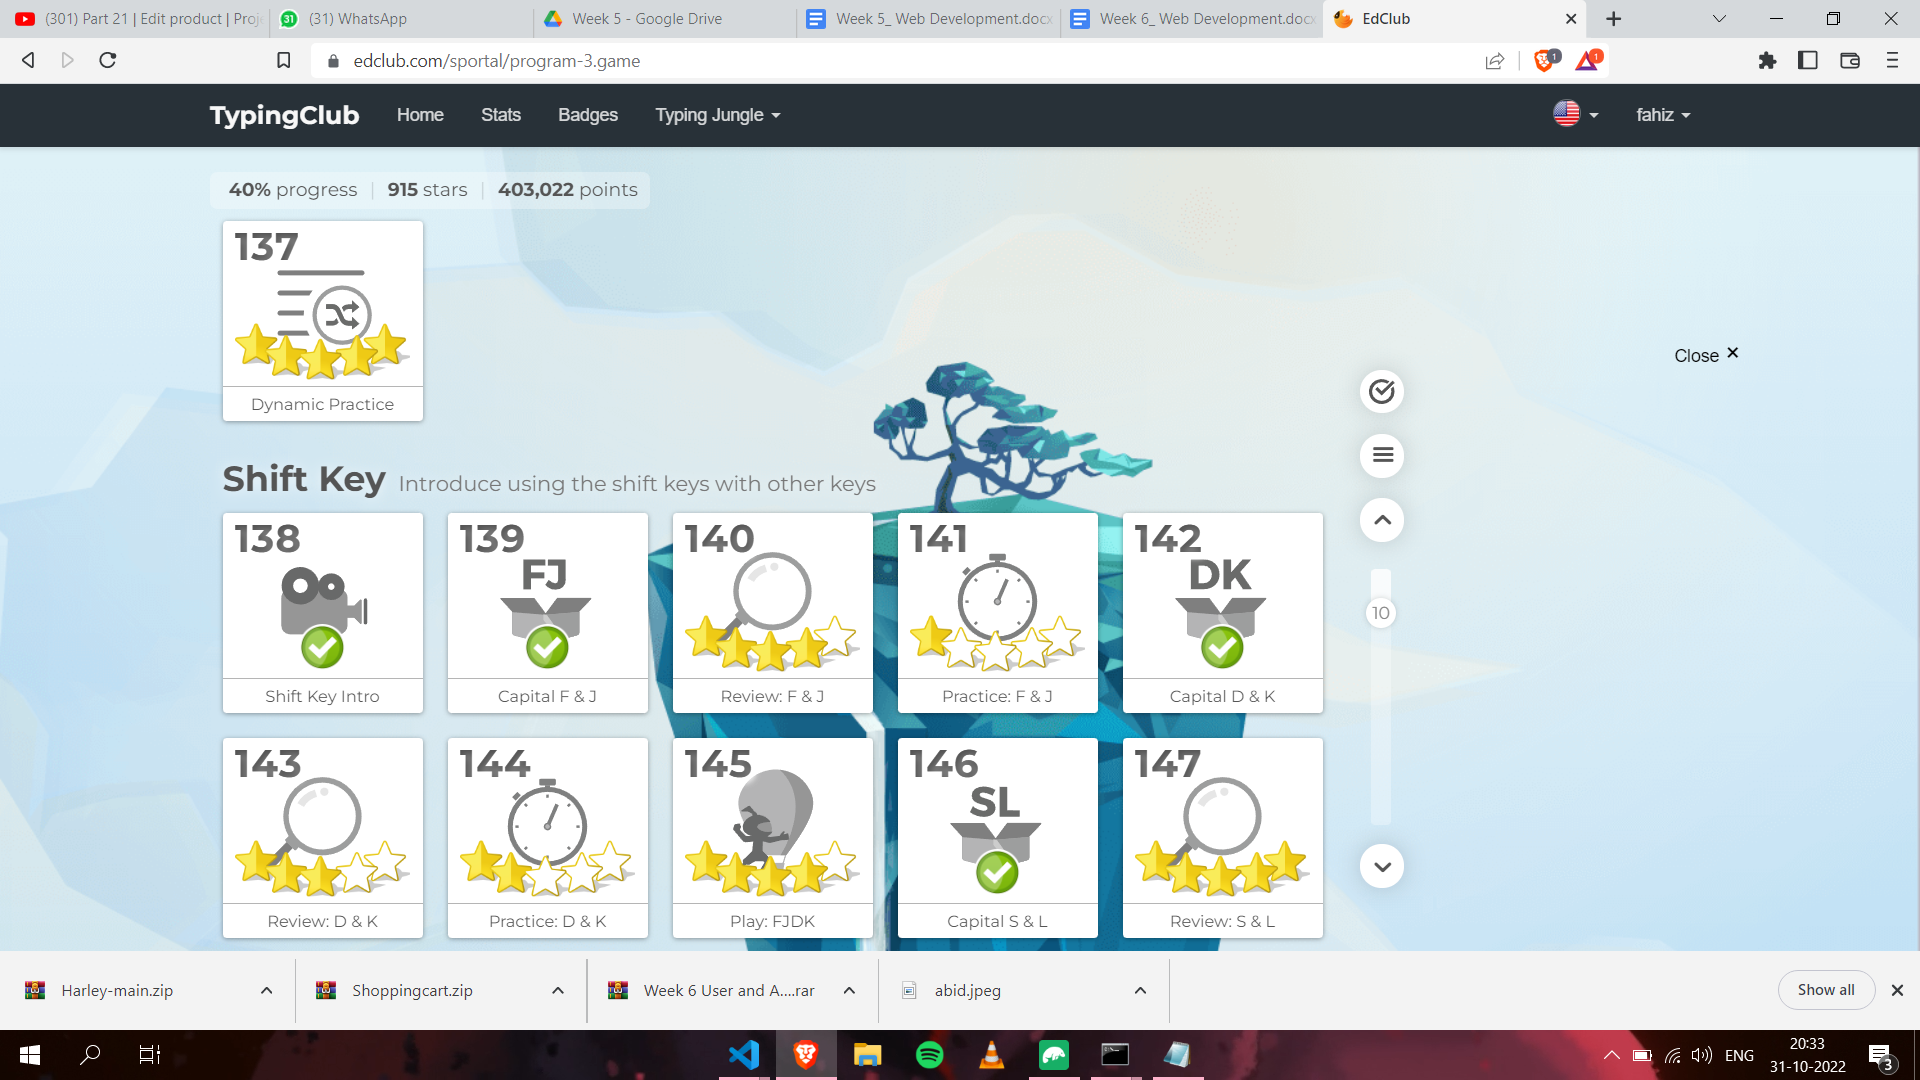 (301) Part 21 | Edit product | Proj
(31) WhatsApp
Week 5 - Google Drive
Week 5_ Web Development.docx
Week 6_ Web Development.docx
EdClub
edclub.com/sportal/program-3.game
1
1
TypingClub
Home
Stats
Badges
Typing Jungle
fahiz
40% progress
915 stars
403,022 points
137
Dynamic Practice
Close
Shift Key Introduce using the shift keys with other keys
138
Shift Key Intro
139
FJ
Capital F & J
140
Review: F & J
141
Practice: F & J
142
DK
Capital D & K
10
143
Review: D & K
144
Practice: D & K
145
Play: FJDK
146
SL
Capital S & L
147
Review: S & L
Harley-main.zip
Shoppingcart.zip
Week 6 User and A....rar
abid.jpeg
Show all
ENG
20:33
31-10-2022
3